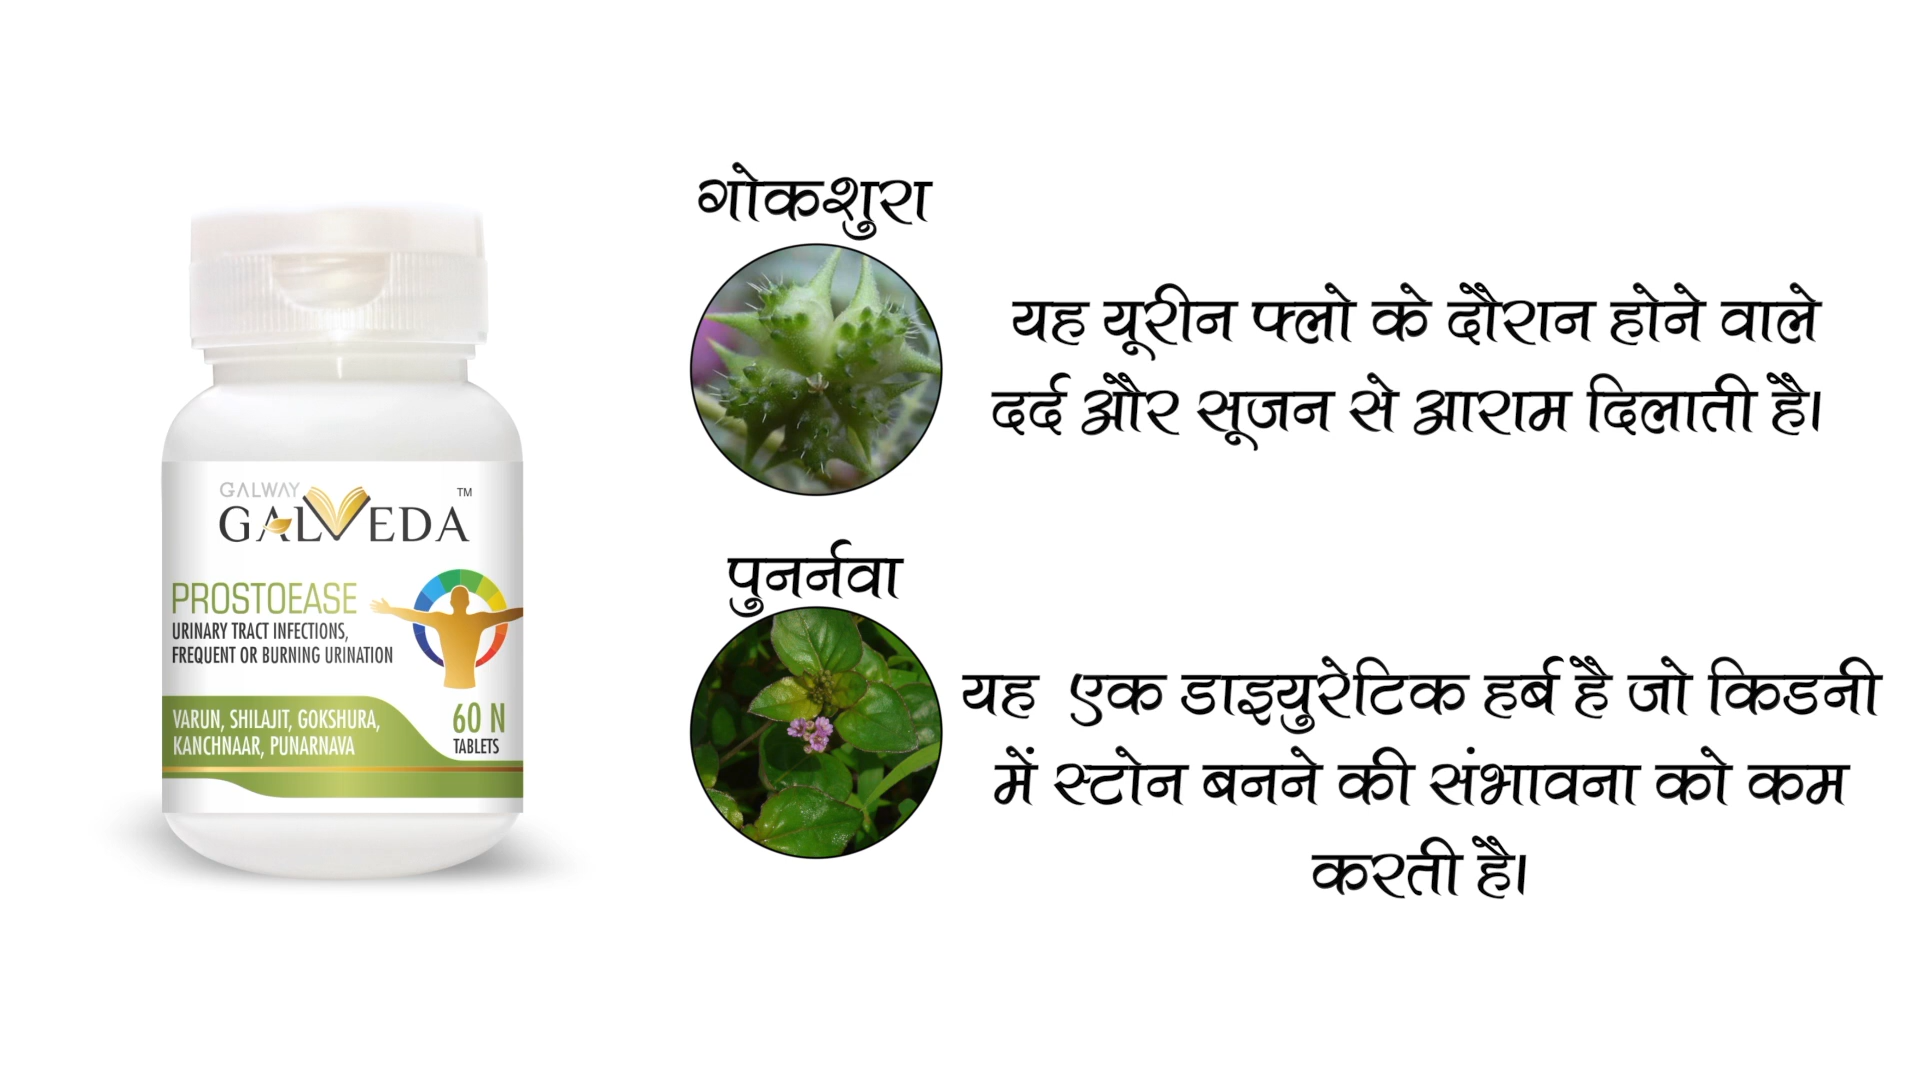 GALWAY
GALVEDA TM
PROSTOEASE
URINARY TRACT INFECTIONS,
FREQUENT OR BURNING URINATION
VARUN, SHILAJIT, GOKSHURA,
KANCHNAAR, PUNARNAVA
60 N
TABLETS
गोकशुरा
यह यूरीन फ्लो के दौरान होने वाले
दर्द और सूजन से आराम दिलाती है।
पुनर्नवा
यह एक डाइयुरेटिक हर्ब है जो किडनी
में स्टोन बनने की संभावना को कम
करती है।